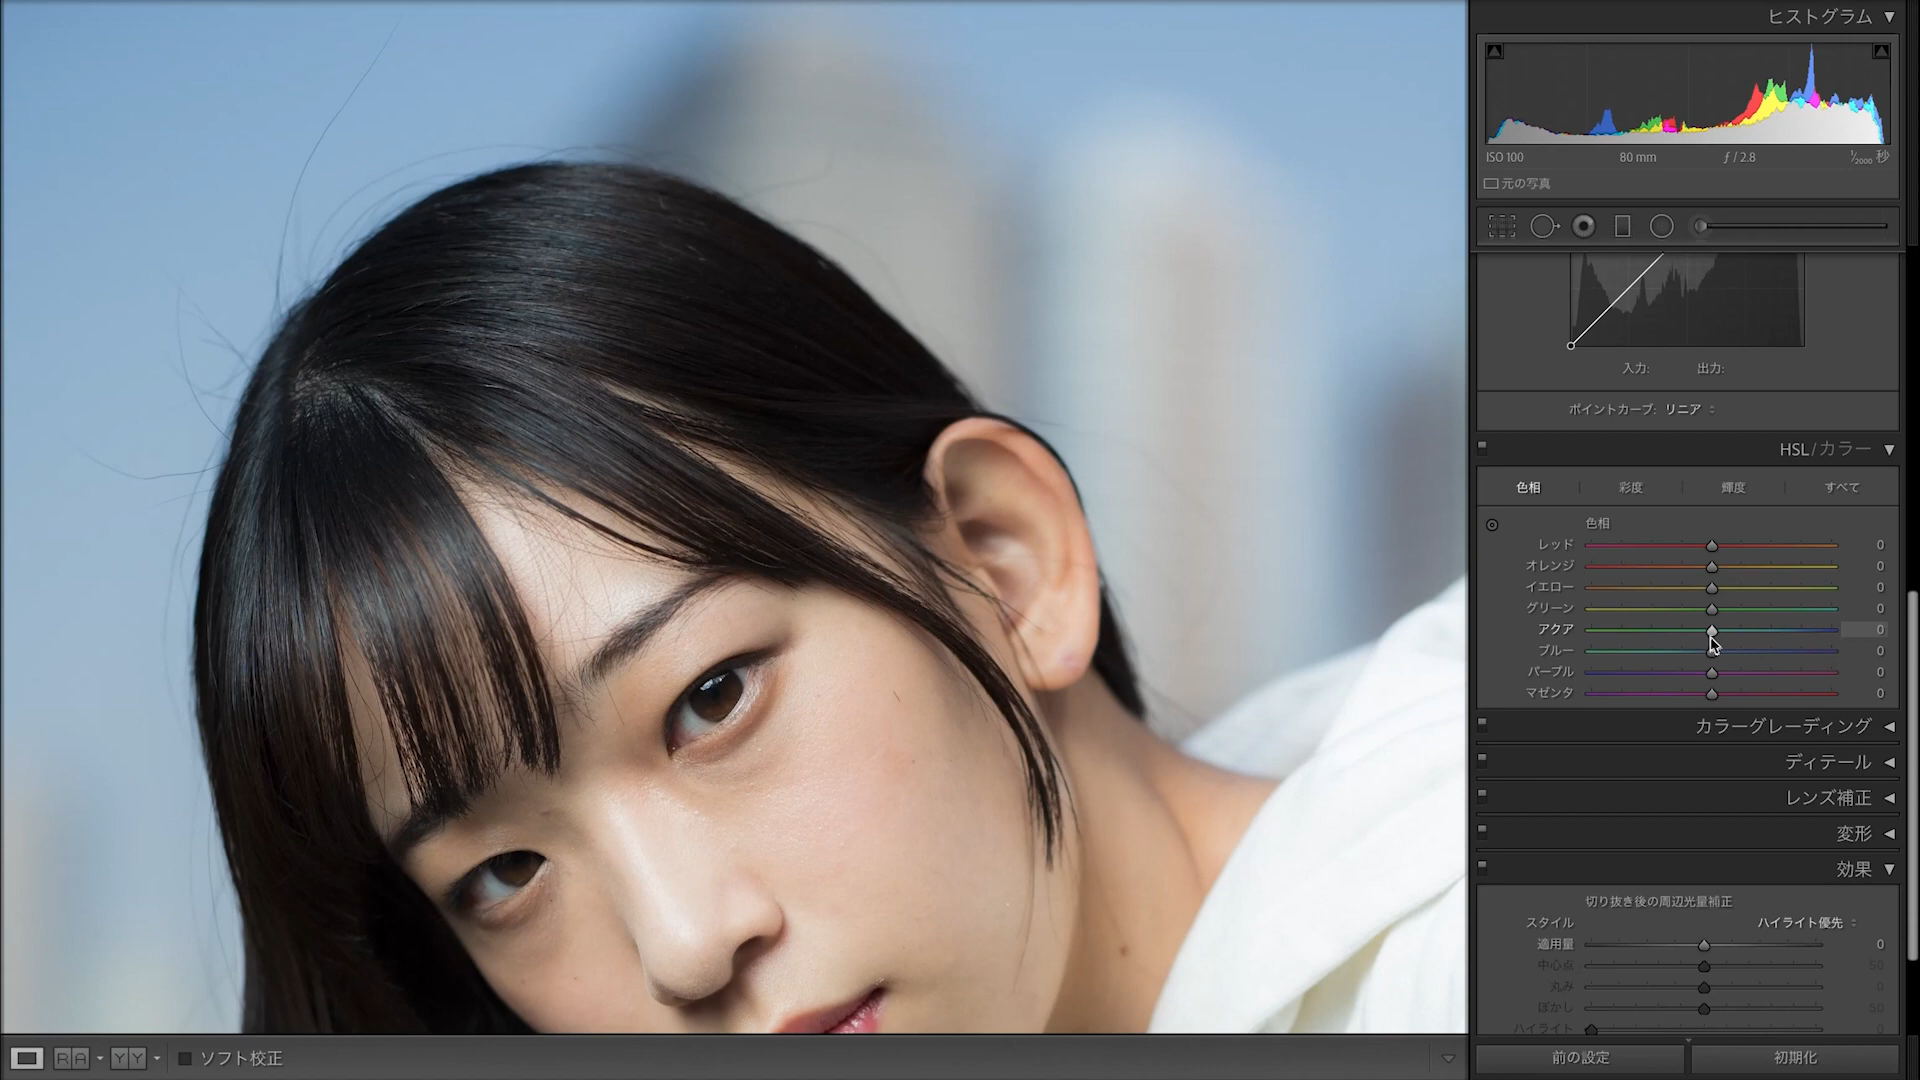 ヒストグラム
ISO 100 80 mm ƒ / 2.8 1/2000 秒
元の写真
入力: 出力:
ポイントカーブ: リニア
HSL / カラー
色相 彩度 輝度 すべて
色相
レッド 0
オレンジ 0
イエロー 0
グリーン 0
アクア 0
ブルー 0
パープル 0
マゼンタ 0
カラーグレーディング
ディテール
レンズ補正
変形
効果
切り抜き後の周辺光量補正
スタイル ハイライト優先
適用量 0
中心点 50
丸み 0
ぼかし 50
ハイライト 0
R A Y Y ソフト校正
前の設定 初期化